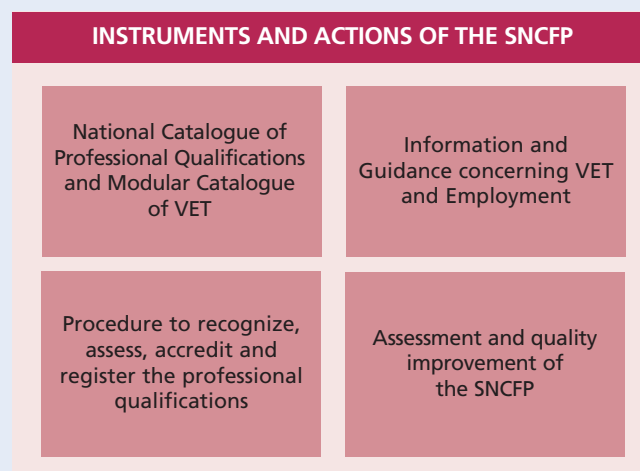 INSTRUMENTS AND ACTIONS OF THE SNCFP
National Catalogue of
Professional Qualifications
and Modular Catalogue
of VET
Information and
Guidance concerning VET
and Employment
Procedure to recognize,
assess, accredit and
register the professional
qualifications
Assessment and quality
improvement of
the SNCFP